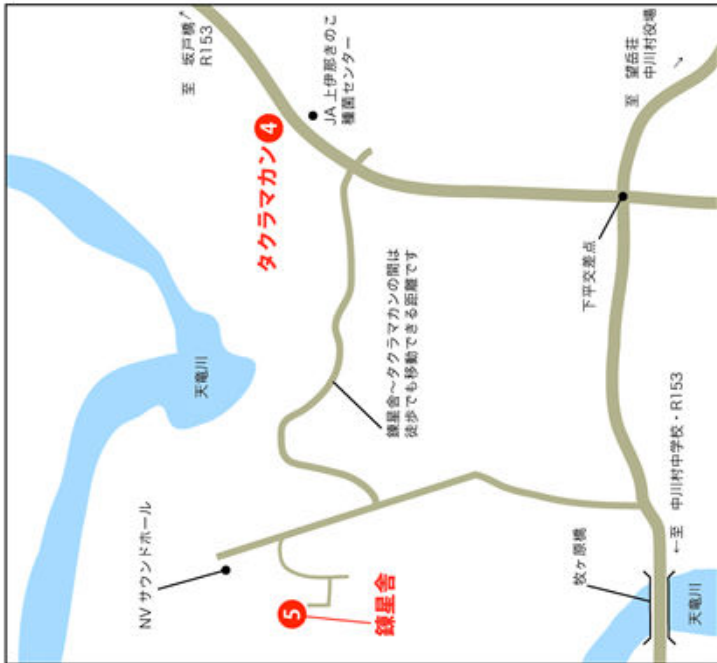 至 坂戸橋
R153
JA 上伊那きのこ
種菌センター
タクラマカン 4
至 望岳荘
中川村役場
天竜川
錬星舎～タクラマカンの間は
徒歩でも移動できる距離です
下平交差点
NV サウンドホール
5
錬星舎
牧ヶ原橋
←至 中川村中学校・R153
天竜川